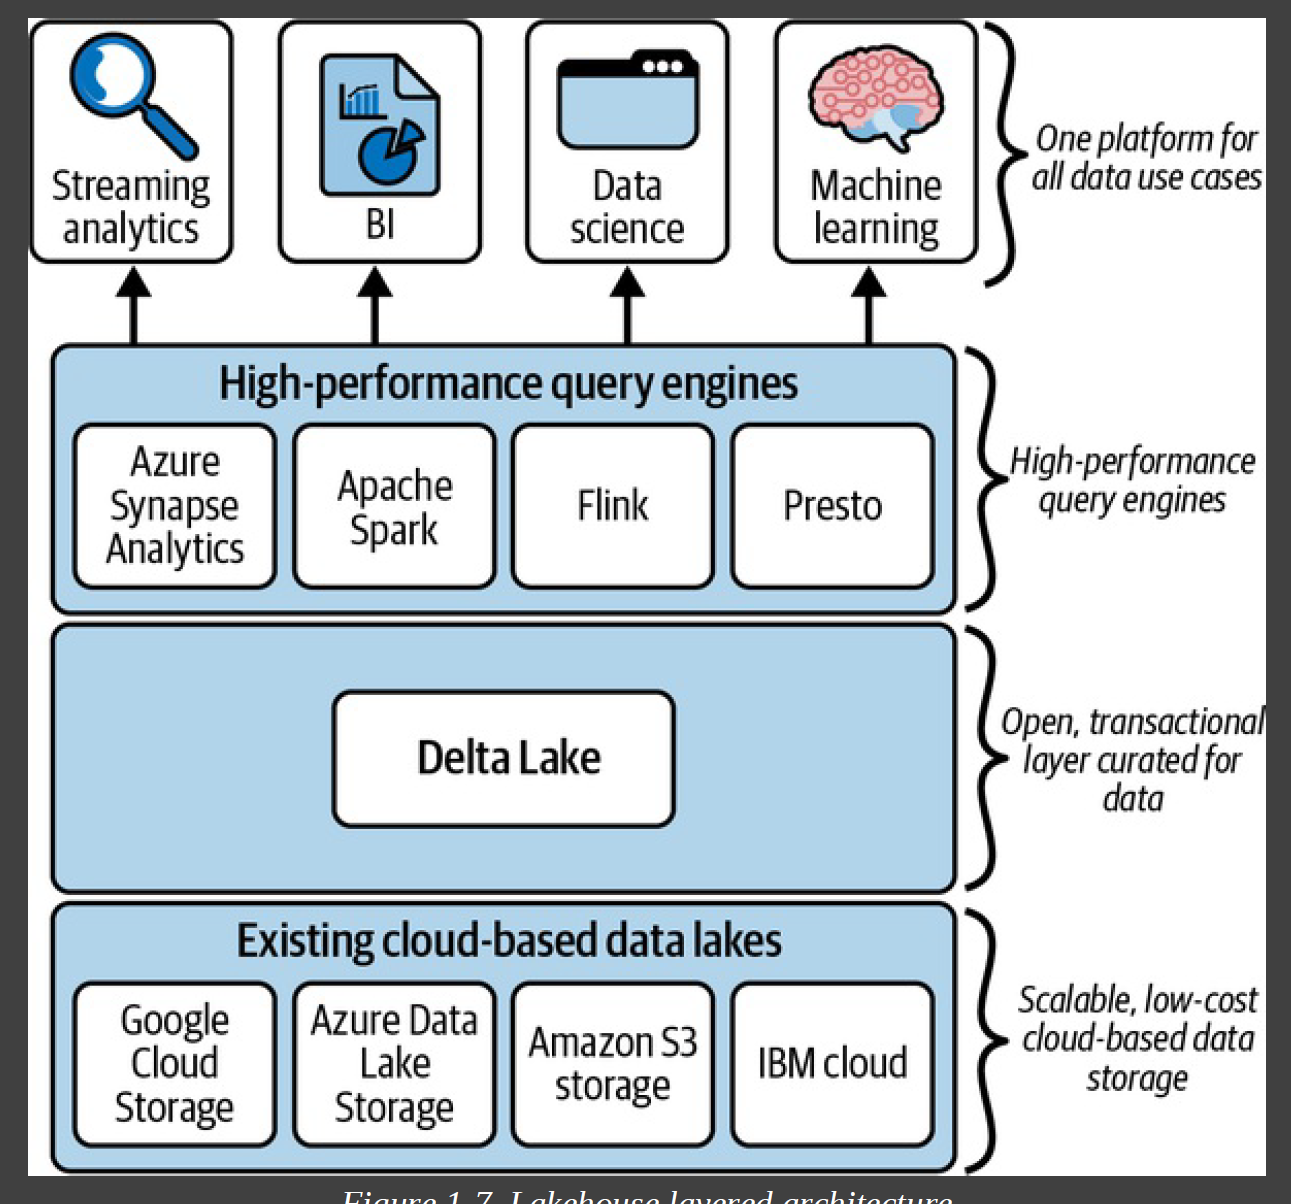 Streaming
analytics
BI
Data
science
Machine
learning
One platform for
all data use cases
High-performance query engines
Azure
Synapse
Analytics
Apache
Spark
Flink
Presto
High-performance
query engines
Delta Lake
Open, transactional
layer curated for
data
Existing cloud-based data lakes
Google
Cloud
Storage
Azure Data
Lake
Storage
Amazon S3
storage
IBM cloud
Scalable, low-cost
cloud-based data
storage
Figure 1-7. Lakehouse layered architecture